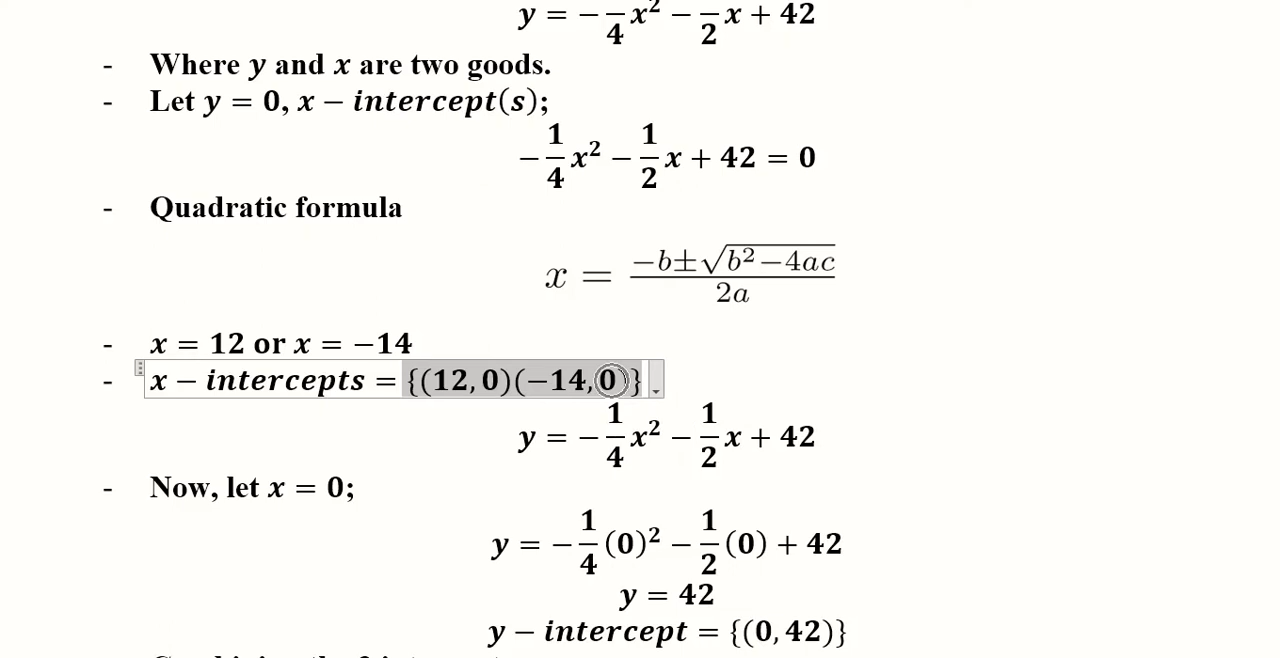 y = −1/4x² − 1/2x + 42
- Where y and x are two goods.
- Let y = 0, x − intercept(s);
−1/4x² − 1/2x + 42 = 0
- Quadratic formula
x = (−b±√(b²−4ac))/(2a)
- x = 12 or x = −14
- x − intercepts = {(12, 0)(−14, 0)}
y = −1/4x² − 1/2x + 42
- Now, let x = 0;
y = −1/4(0)² − 1/2(0) + 42
y = 42
y − intercept = {(0, 42)}